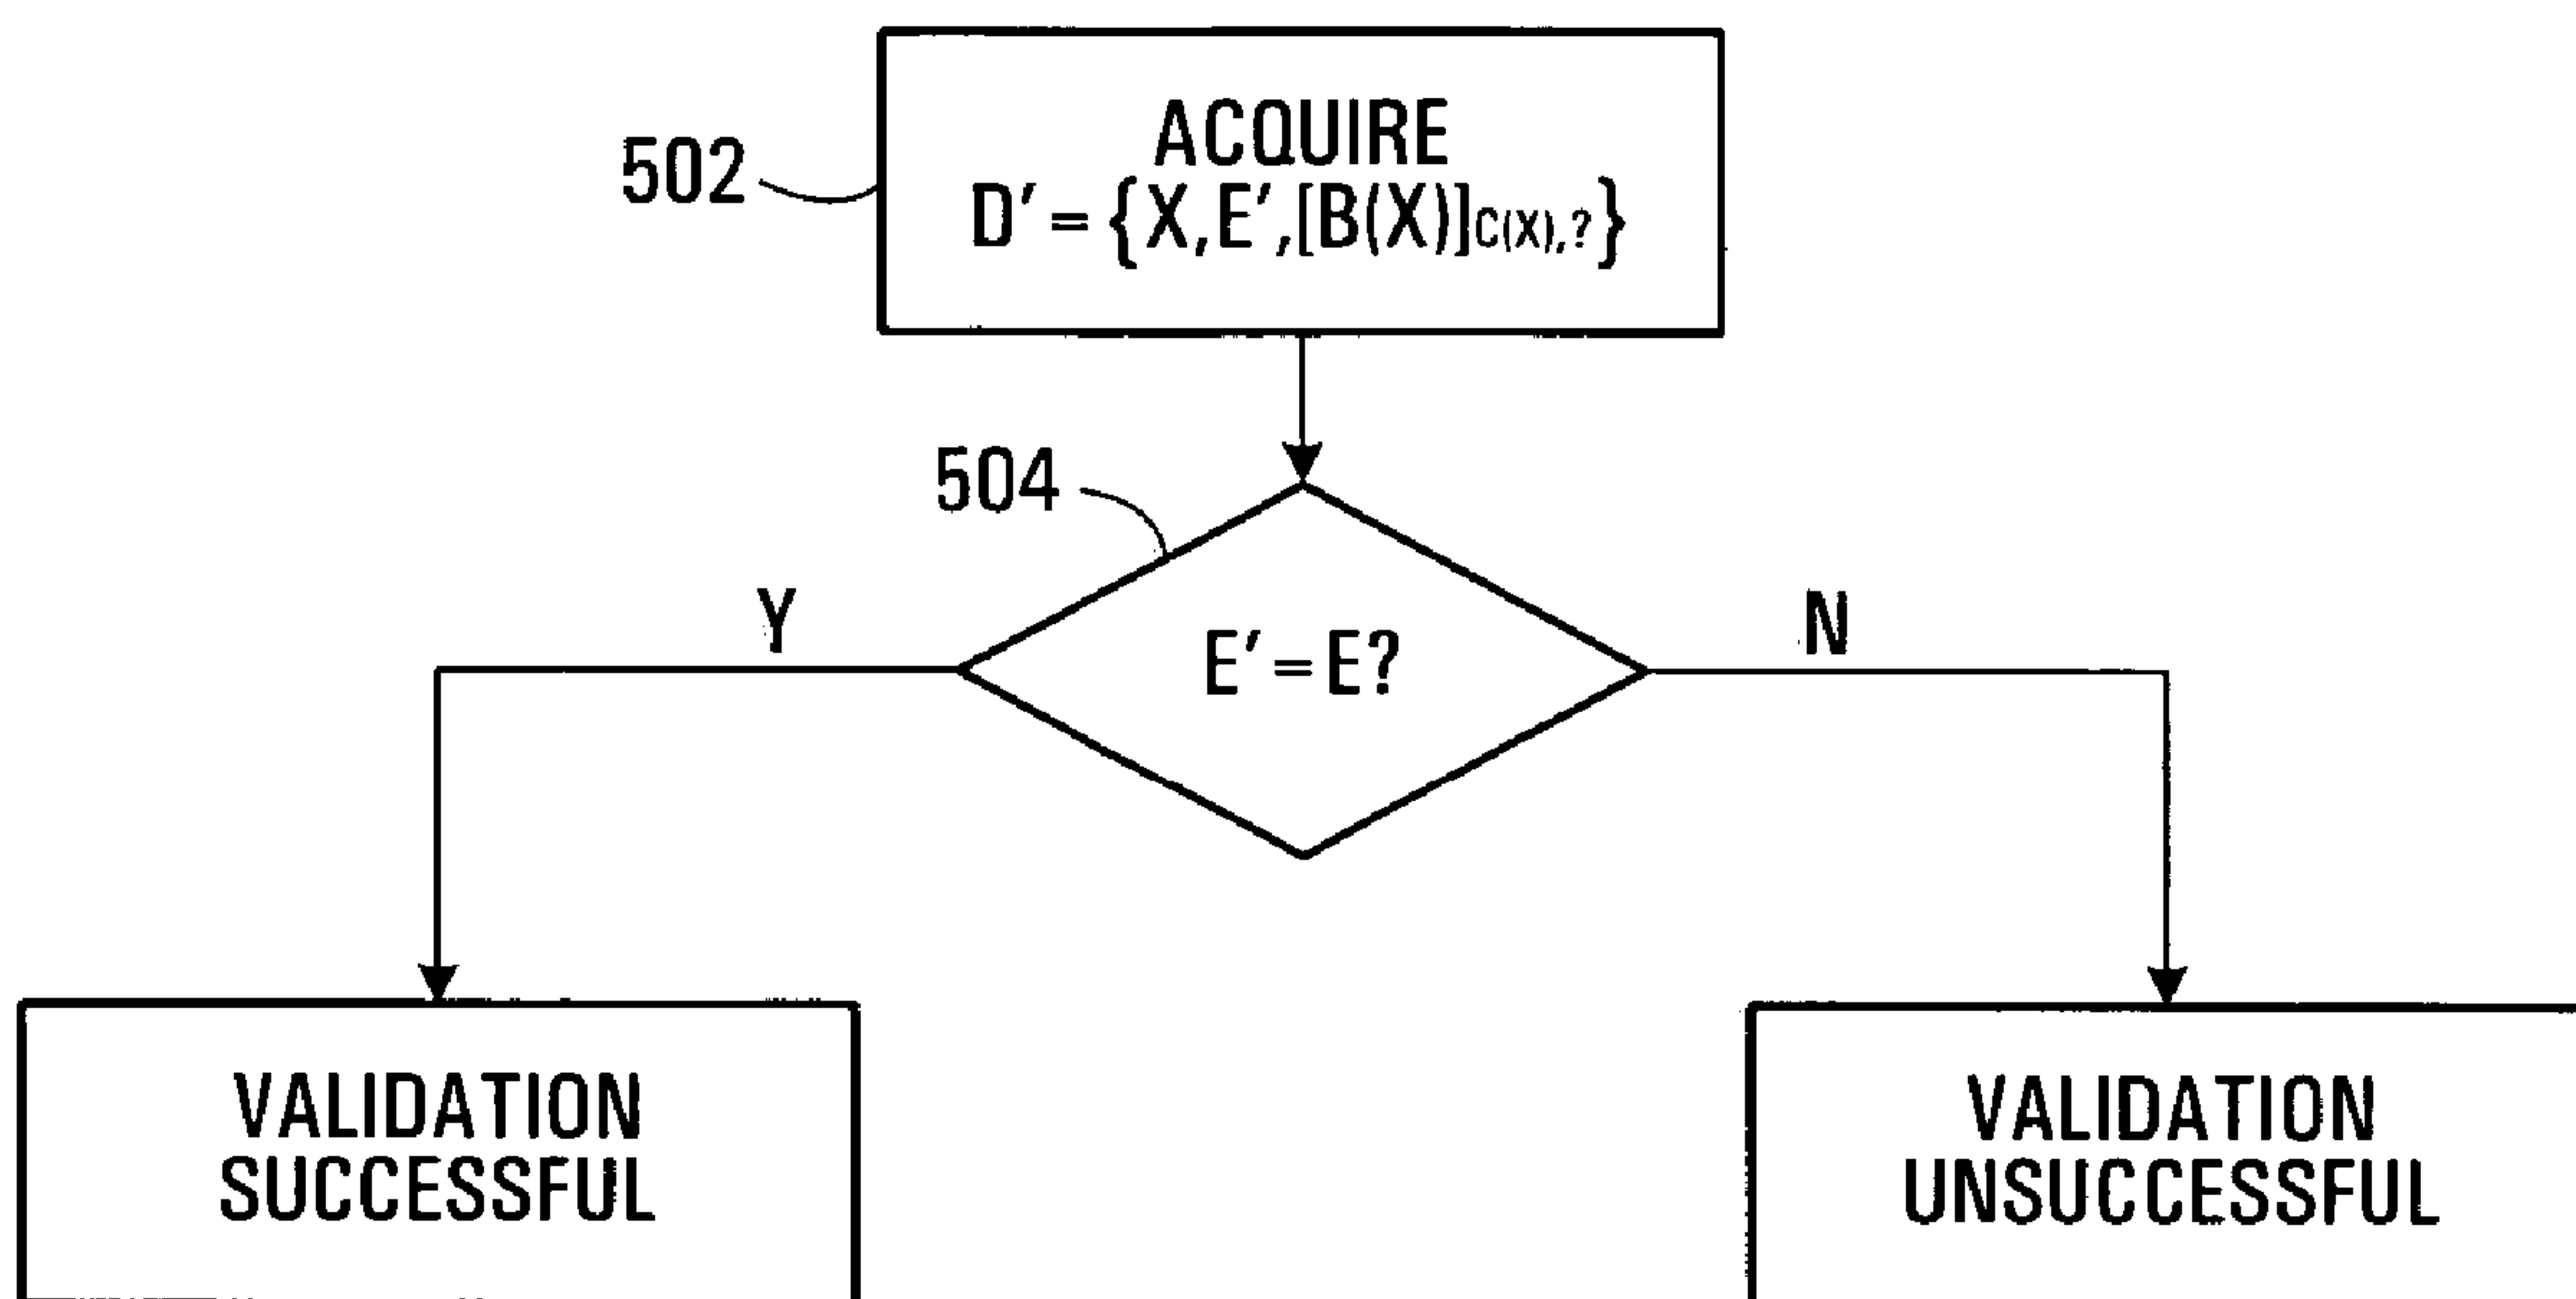 ACQUIRE
D′ = {X,E′,[B(X)]C(X),?}
502
504
Y
N
E′ = E?
VALIDATION
SUCCESSFUL
VALIDATION
UNSUCCESSFUL